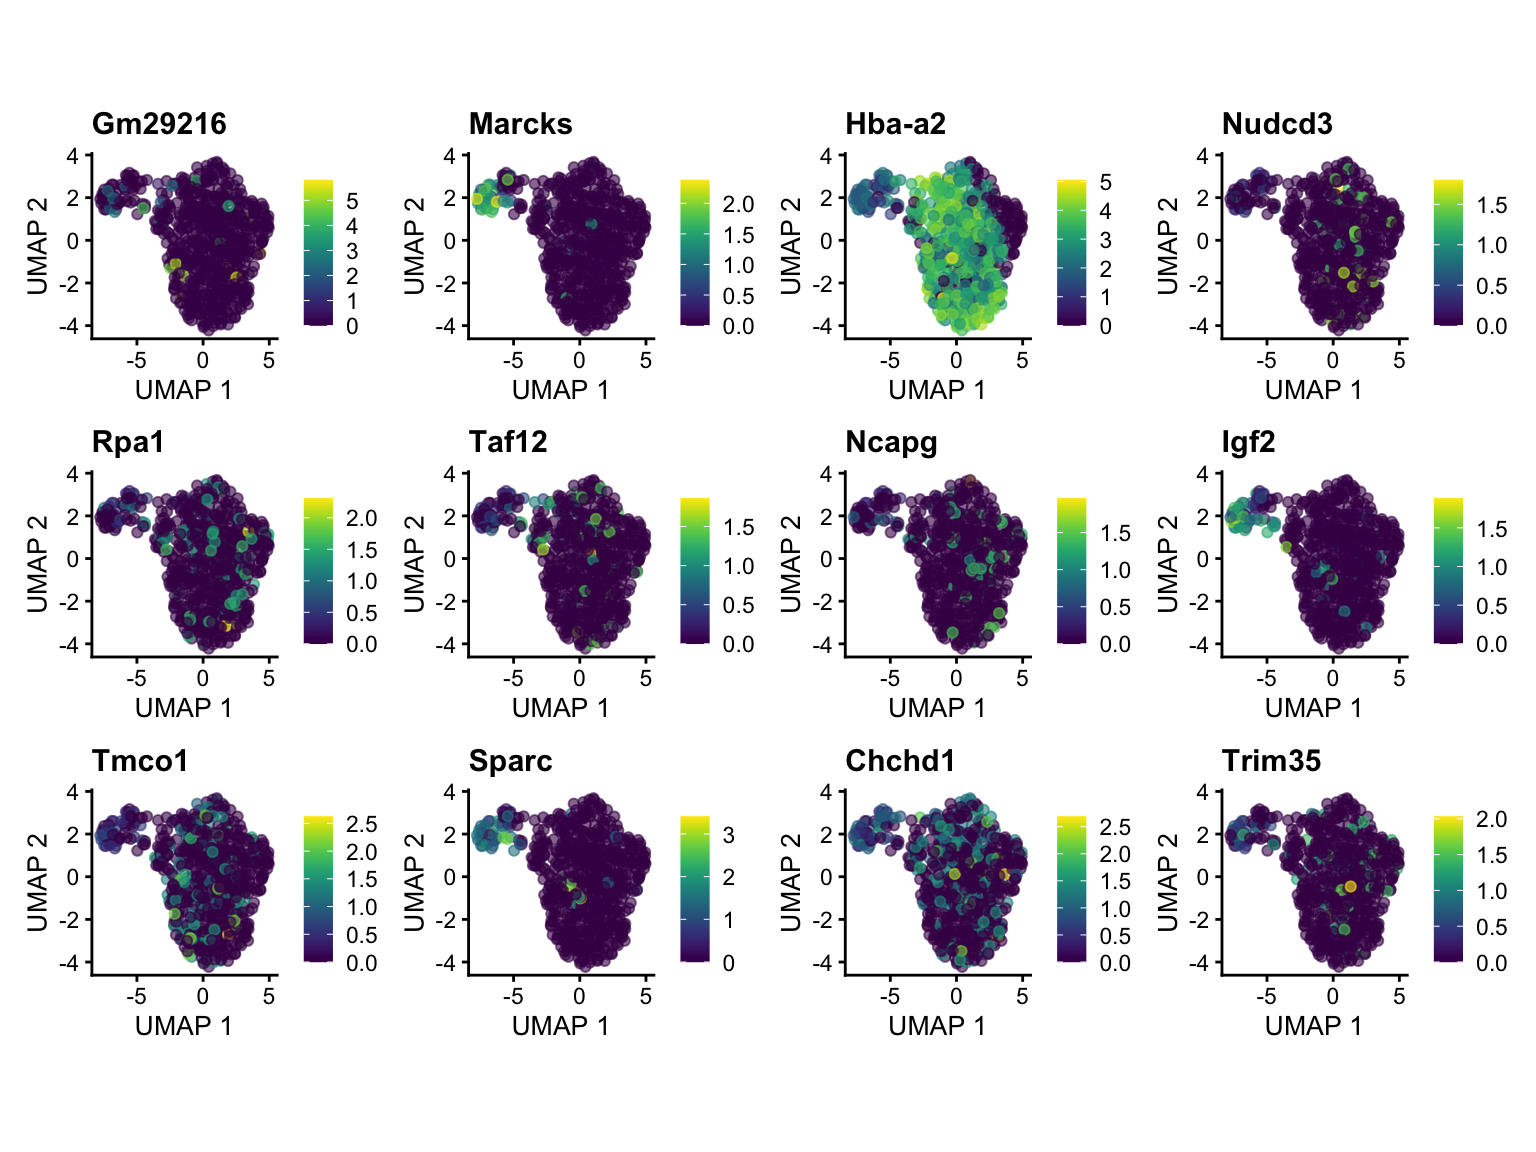 Gm29216 Marcks Hba-a2 Nudcd3
4 4 4 4
2 2 2 2
0 0 0 0
-2 -2 -2 -2
-4 -4 -4 -4
UMAP 2 UMAP 2 UMAP 2 UMAP 2
5 4 3 2 1 0
2.0 1.5 1.0 0.5 0.0
5 4 3 2 1 0
1.5 1.0 0.5 0.0
-5 0 5 -5 0 5 -5 0 5 -5 0 5
UMAP 1 UMAP 1 UMAP 1 UMAP 1
Rpa1 Taf12 Ncapg Igf2
4 4 4 4
2 2 2 2
0 0 0 0
-2 -2 -2 -2
-4 -4 -4 -4
UMAP 2 UMAP 2 UMAP 2 UMAP 2
2.0 1.5 1.0 0.5 0.0
1.5 1.0 0.5 0.0
1.5 1.0 0.5 0.0
1.5 1.0 0.5 0.0
-5 0 5 -5 0 5 -5 0 5 -5 0 5
UMAP 1 UMAP 1 UMAP 1 UMAP 1
Tmco1 Sparc Chchd1 Trim35
4 4 4 4
2 2 2 2
0 0 0 0
-2 -2 -2 -2
-4 -4 -4 -4
UMAP 2 UMAP 2 UMAP 2 UMAP 2
2.5 2.0 1.5 1.0 0.5 0.0
3 2 1 0
2.5 2.0 1.5 1.0 0.5 0.0
2.0 1.5 1.0 0.5 0.0
-5 0 5 -5 0 5 -5 0 5 -5 0 5
UMAP 1 UMAP 1 UMAP 1 UMAP 1